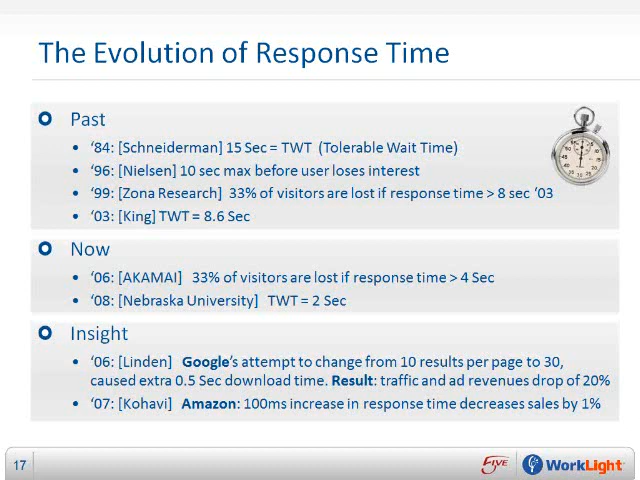 The Evolution of Response Time
Past
• ‘84: [Schneiderman] 15 Sec = TWT (Tolerable Wait Time)
• ‘96: [Nielsen] 10 sec max before user loses interest
• ‘99: [Zona Research] 33% of visitors are lost if response time > 8 sec ‘03
• ‘03: [King] TWT = 8.6 Sec
Now
• ‘06: [AKAMAI] 33% of visitors are lost if response time > 4 Sec
• ‘08: [Nebraska University] TWT = 2 Sec
Insight
• ‘06: [Linden] Google’s attempt to change from 10 results per page to 30,
caused extra 0.5 Sec download time. Result: traffic and ad revenues drop of 20%
• ‘07: [Kohavi] Amazon: 100ms increase in response time decreases sales by 1%
17
FIVE
WorkLight